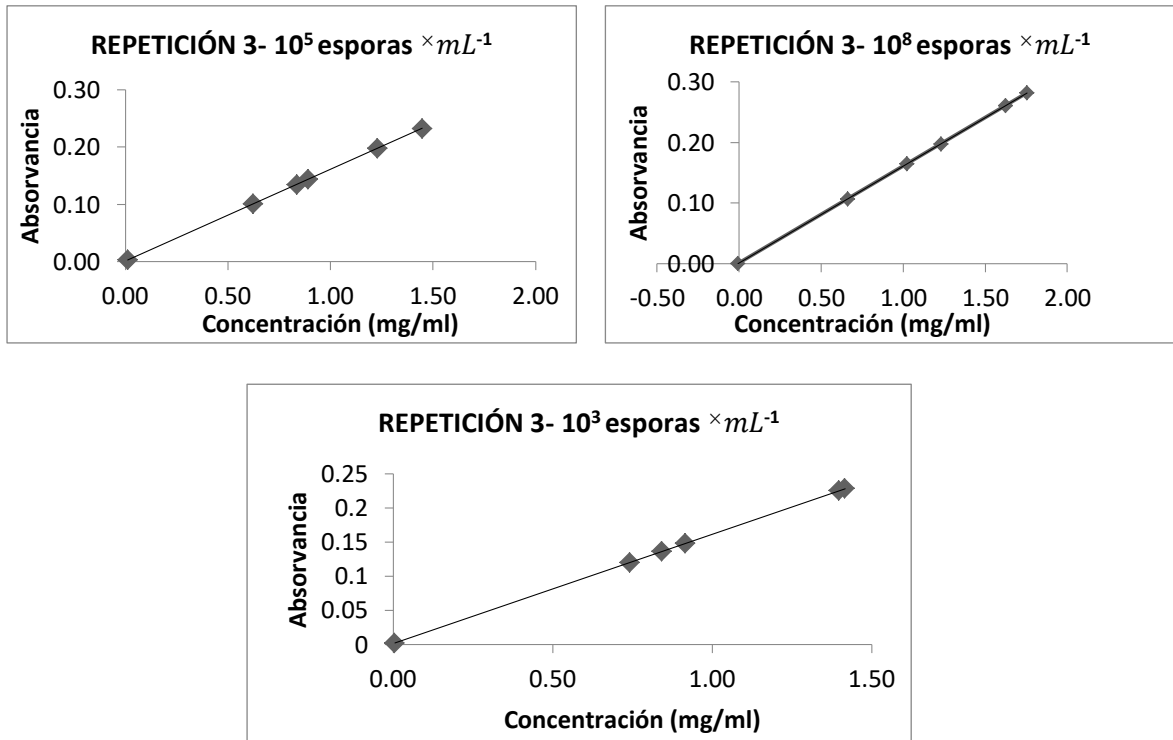 REPETICIÓN 3- 10⁵ esporas ×mL⁻¹
0.30
0.20
0.10
0.00
Absorvancia
0.00 0.50 1.00 1.50 2.00
Concentración (mg/ml)
REPETICIÓN 3- 10⁸ esporas ×mL⁻¹
0.30
0.20
0.10
0.00
Absorvancia
-0.50 0.00 0.50 1.00 1.50 2.00
Concentración (mg/ml)
REPETICIÓN 3- 10³ esporas ×mL⁻¹
0.25
0.2
0.15
0.1
0.05
0
Absorvancia
0.00 0.50 1.00 1.50
Concentración (mg/ml)